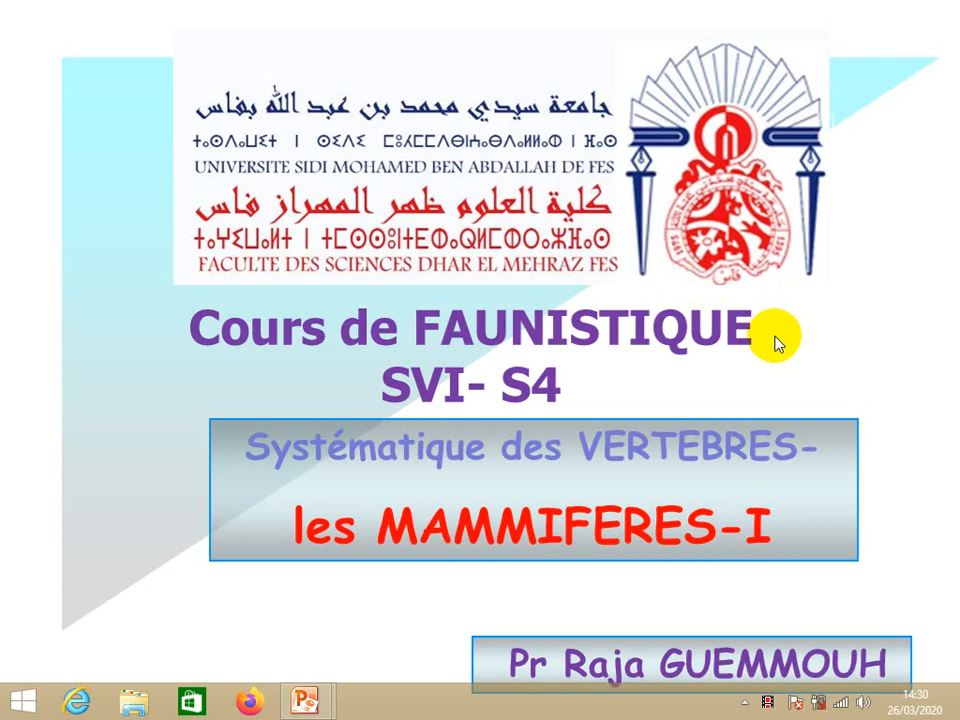 جامعة سيدي محمد بن عبد الله بفاس
UNIVERSITE SIDI MOHAMED BEN ABDALLAH DE FES
كلية العلوم ظهر المهراز فاس
FACULTE DES SCIENCES DHAR EL MEHRAZ FES
Cours de FAUNISTIQUE
SVI- S4
Systématique des VERTEBRES-
les MAMMIFERES-I
Pr Raja GUEMMOUH
14:30
26/03/2020